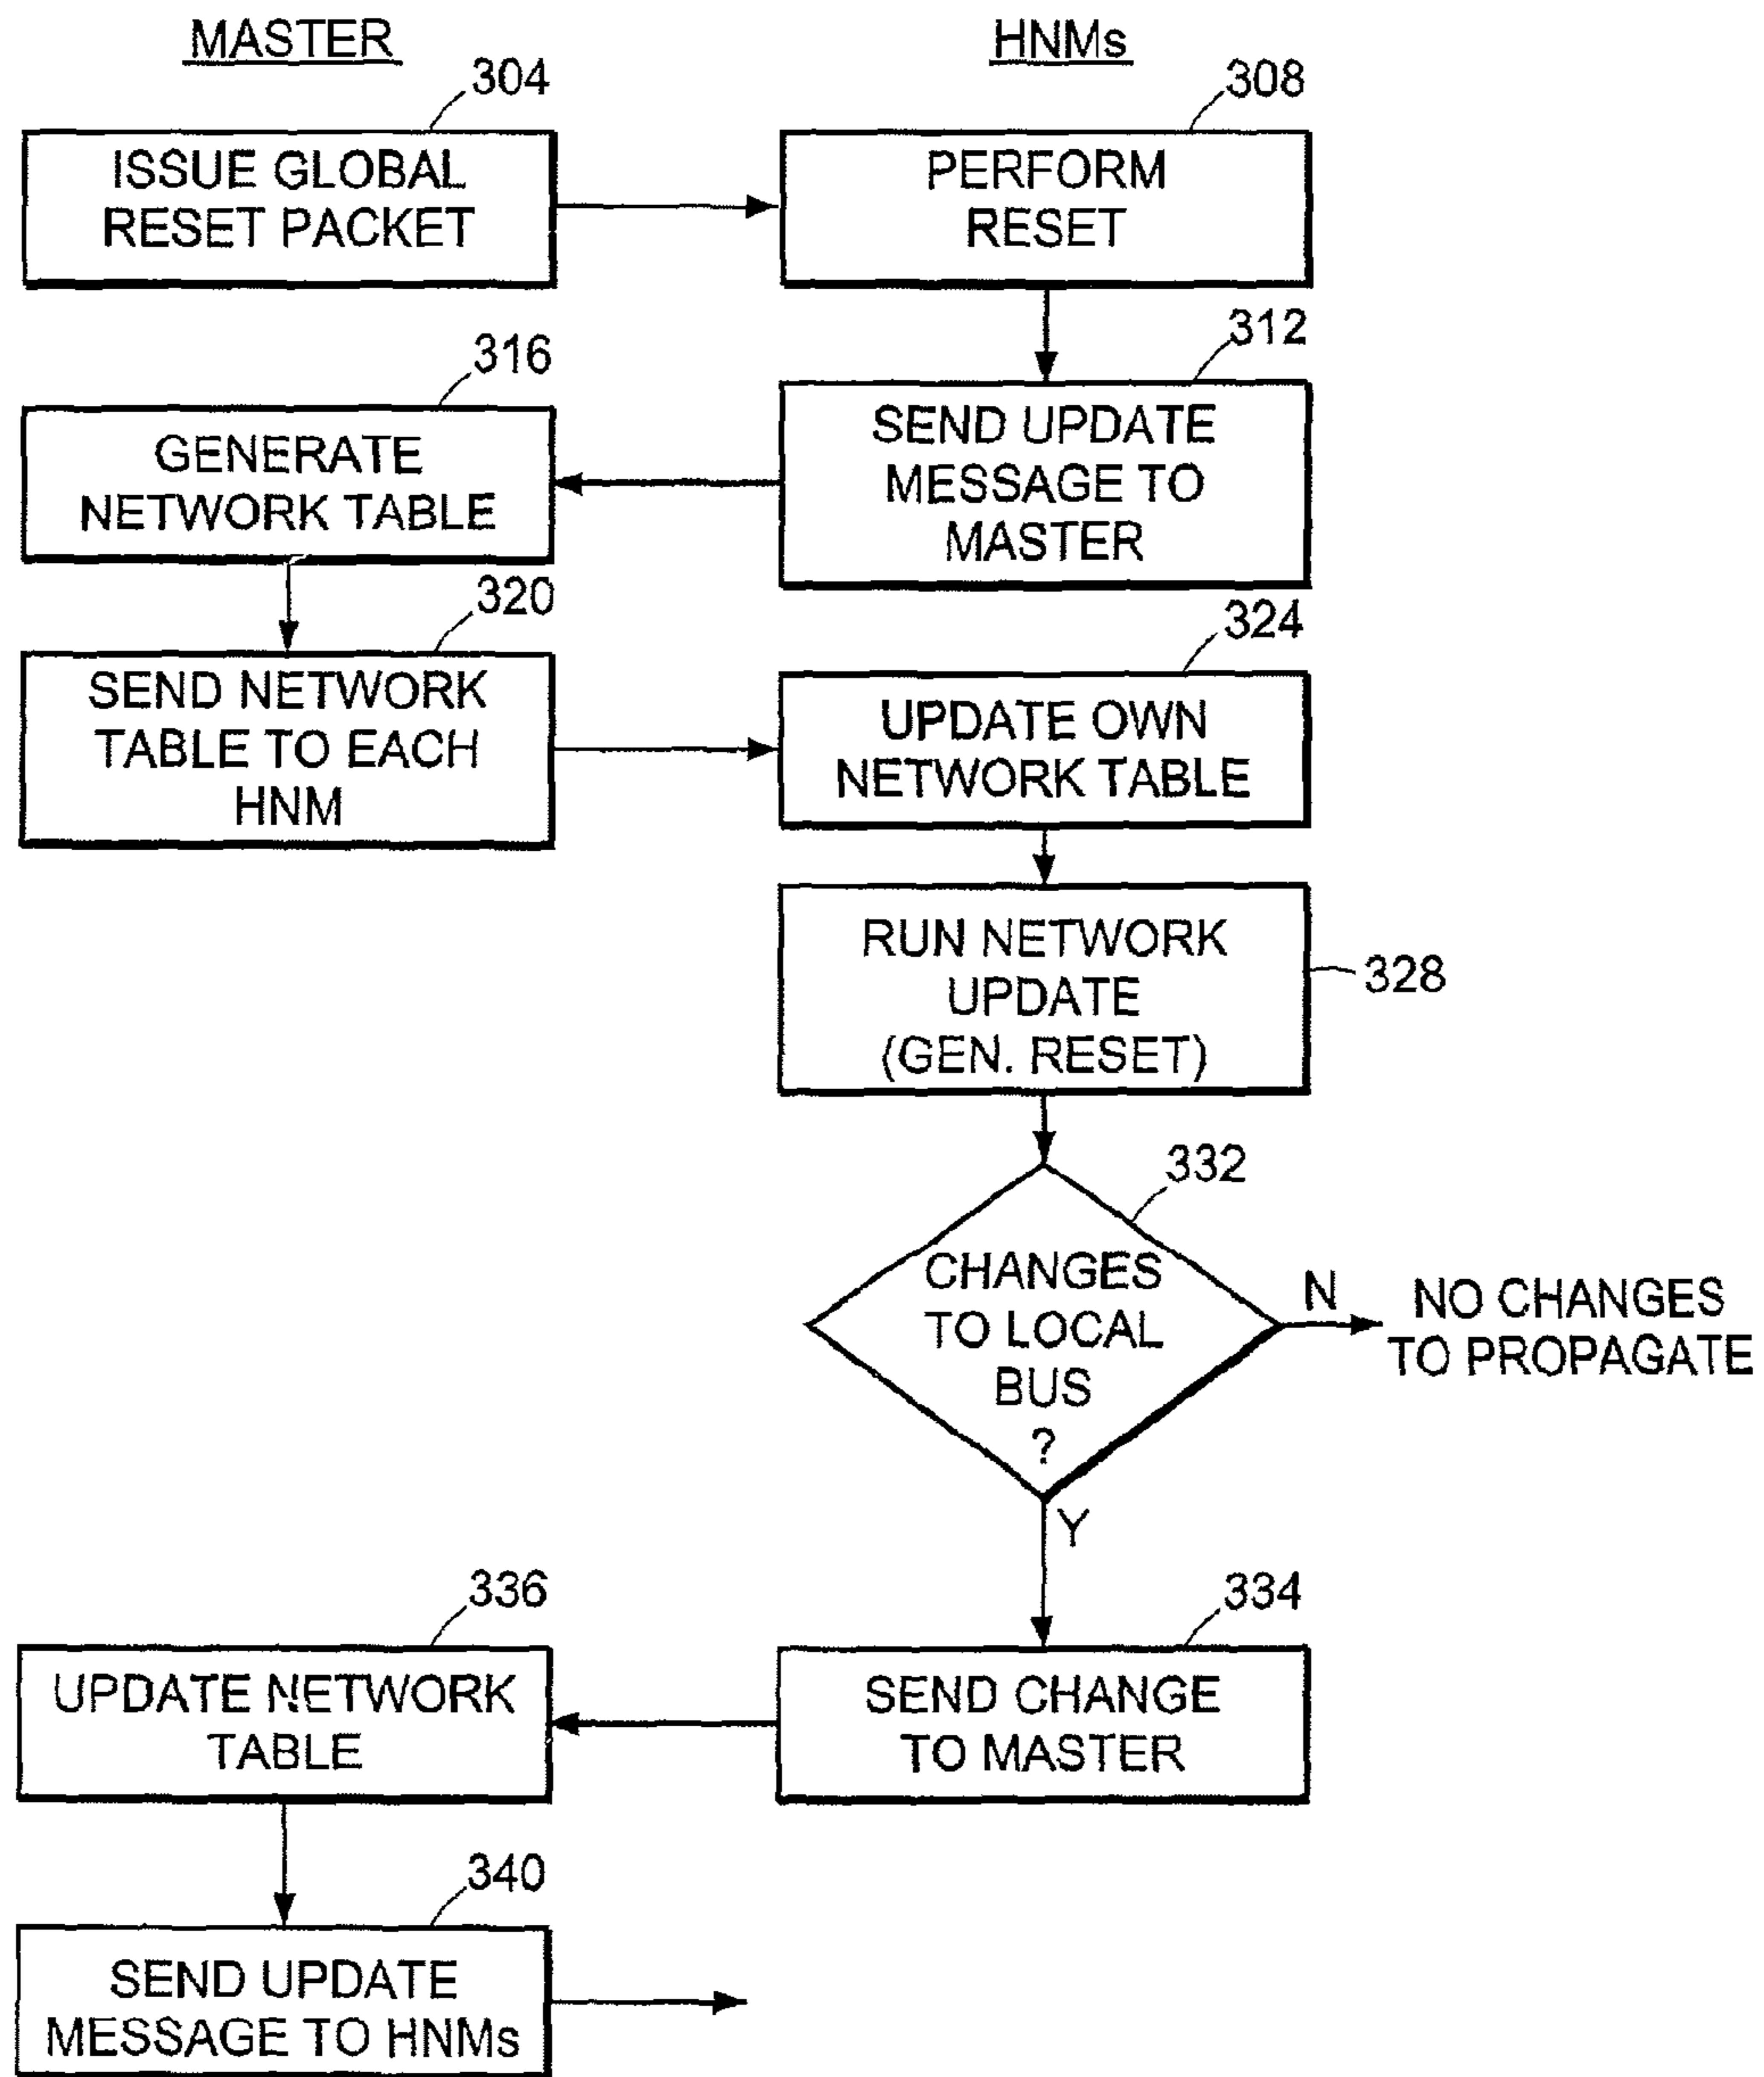 MASTER
HNMs
304
308
ISSUE GLOBAL
RESET PACKET
PERFORM
RESET
312
316
SEND UPDATE
MESSAGE TO
MASTER
GENERATE
NETWORK TABLE
320
324
SEND NETWORK
TABLE TO EACH
HNM
UPDATE OWN
NETWORK TABLE
RUN NETWORK
UPDATE
(GEN. RESET)
328
332
CHANGES
TO LOCAL
BUS
?
N
NO CHANGES
TO PROPAGATE
Y
336
334
UPDATE NETWORK
TABLE
SEND CHANGE
TO MASTER
340
SEND UPDATE
MESSAGE TO HNMs